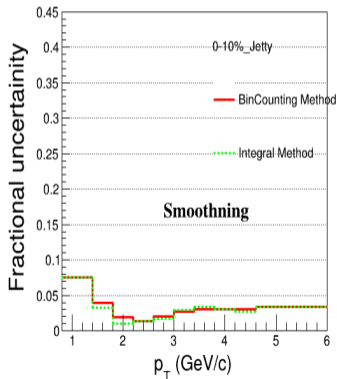 0.45
0.4
0.35
0.3
0.25
0.2
0.15
0.1
0.05
0
Fractional uncertainity
0-10%_Jetty
BinCounting Method
Integral Method
Smoothning
1 2 3 4 5 6
p_T (GeV/c)